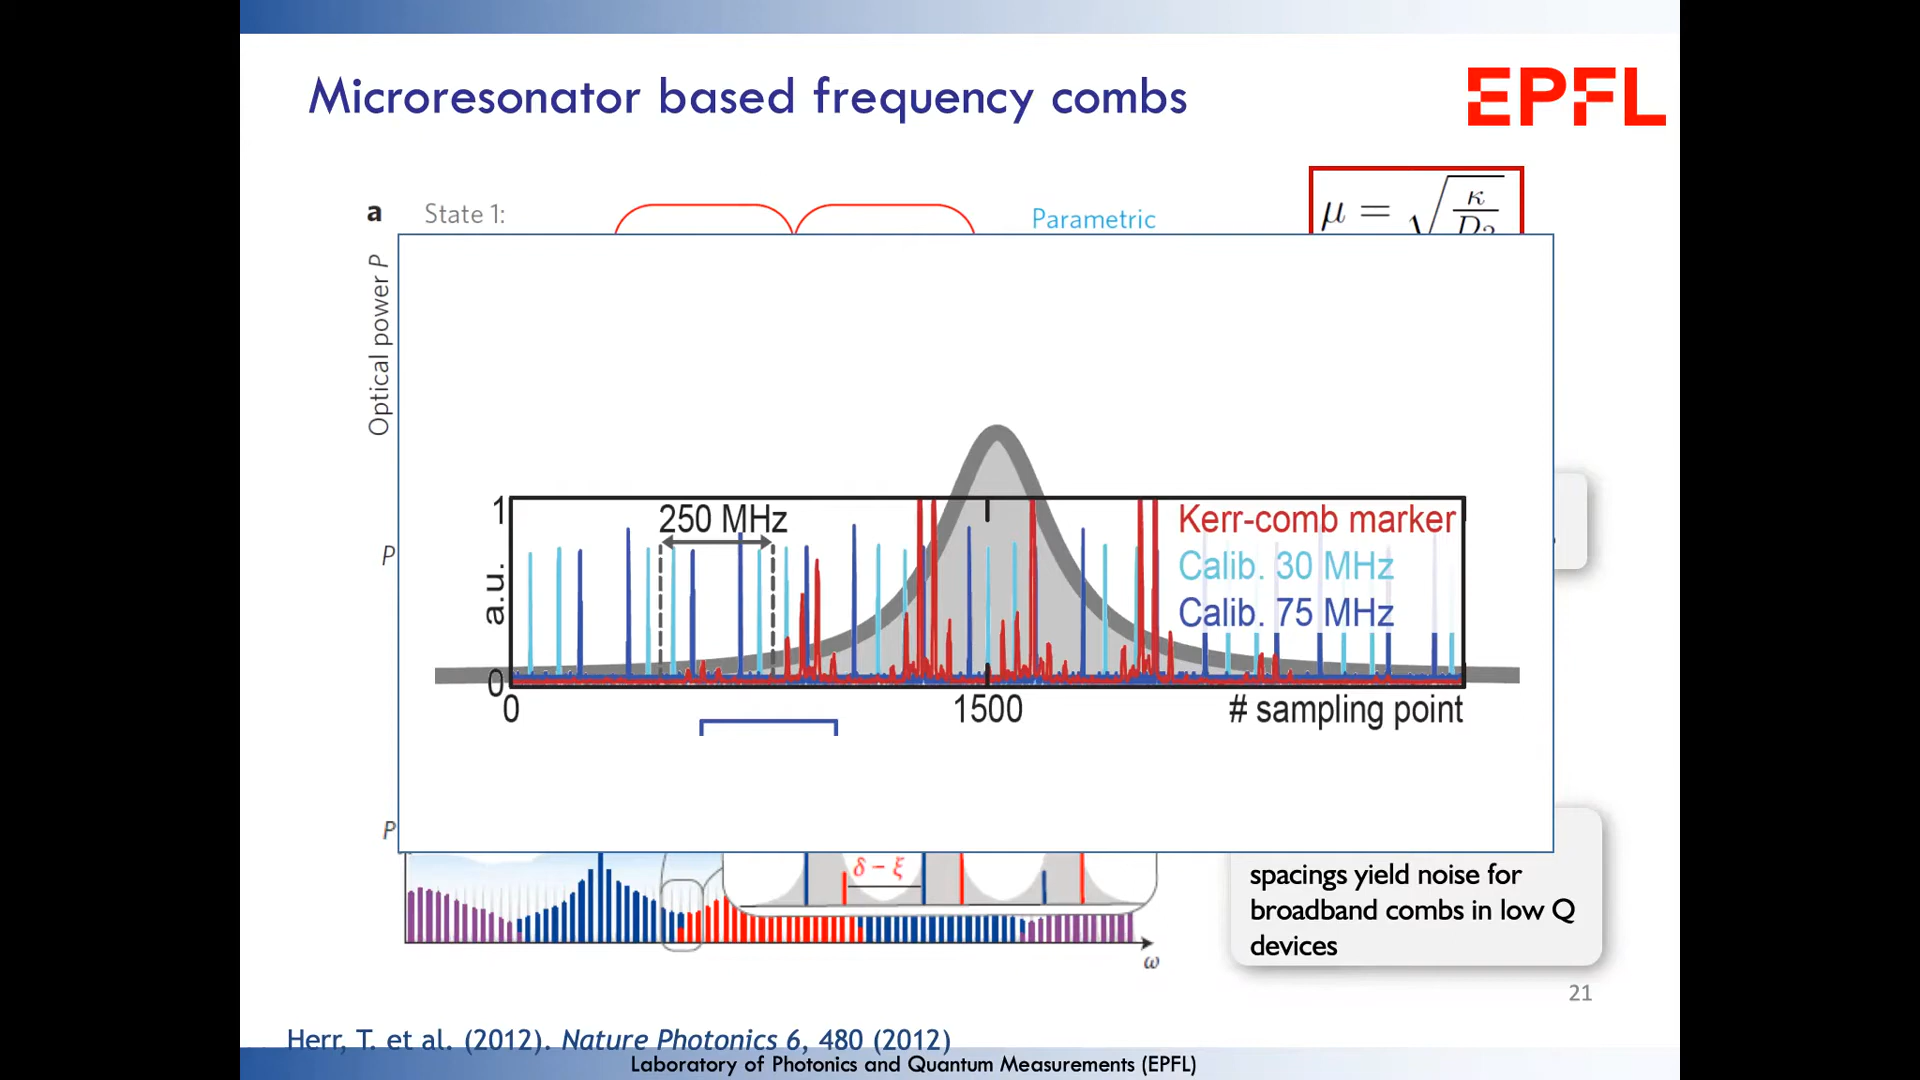 Microresonator based frequency combs
EPFL
a State 1:
Parametric
μ = √κ/D₂
Optical power P
P
250 MHz
Kerr-comb marker
Calib. 30 MHz
Calib. 75 MHz
1
a.u.
0
0 1500 # sampling point
P
δ − ξ
ω
spacings yield noise for
broadband combs in low Q
devices
21
Herr, T. et al. (2012). Nature Photonics 6, 480 (2012)
Laboratory of Photonics and Quantum Measurements (EPFL)